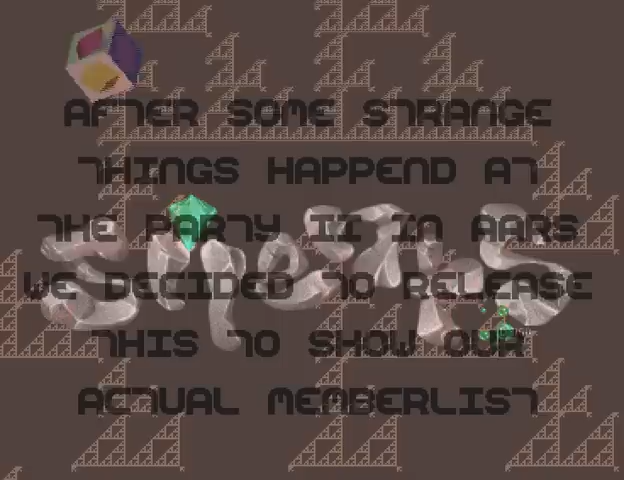 AFTER SOME STRANGE
THINGS HAPPEND AT
THE PARTY II IN AARS
WE DECIDED TO RELEASE
THIS TO SHOW OUR
ACTUAL MEMBERLIST